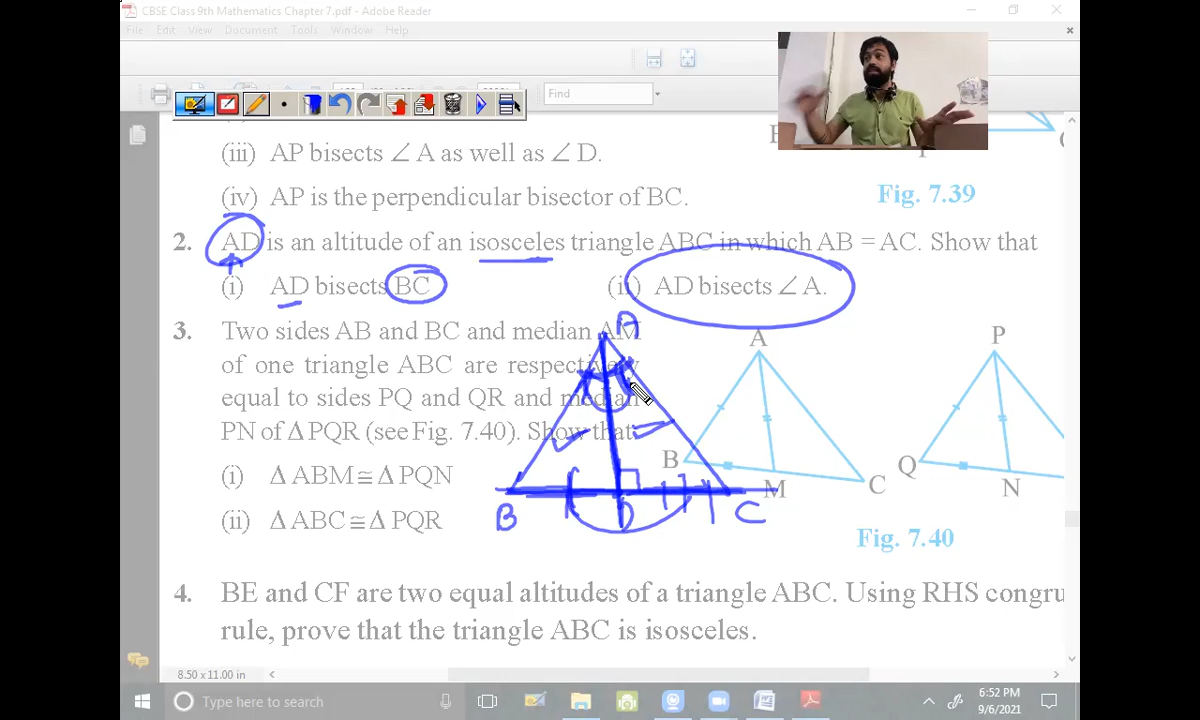 CBSE Class 9th Mathematics Chapter 7.pdf - Adobe Reader
File Edit View Document Tools Window Help
Find
(iii) AP bisects ∠ A as well as ∠ D.
(iv) AP is the perpendicular bisector of BC.
Fig. 7.39
2. AD is an altitude of an isosceles triangle ABC in which AB = AC. Show that
(i) AD bisects BC (ii) AD bisects ∠ A.
3. Two sides AB and BC and median AM
of one triangle ABC are respectively
equal to sides PQ and QR and median
PN of Δ PQR (see Fig. 7.40). Show that
(i) Δ ABM ≅ Δ PQN
(ii) Δ ABC ≅ Δ PQR
A
B D C
A
B M C
P
Q N
Fig. 7.40
4. BE and CF are two equal altitudes of a triangle ABC. Using RHS congru
rule, prove that the triangle ABC is isosceles.
8.50 x 11.00 in
Type here to search
6:52 PM
9/6/2021